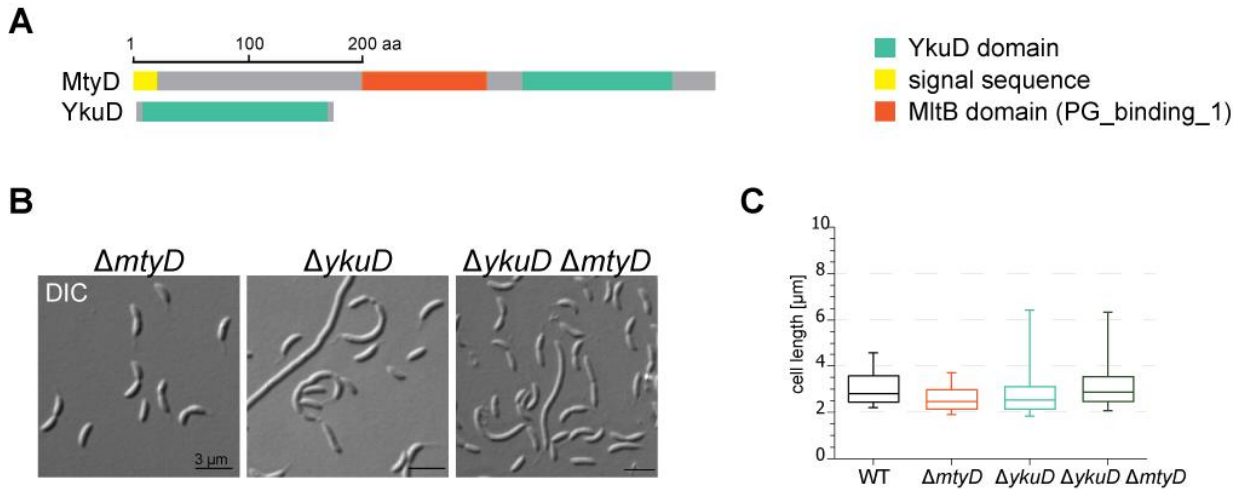 A
1 100 200 aa
MtyD
YkuD
YkuD domain
signal sequence
MltB domain (PG_binding_1)
B
ΔmtyD ΔykuD ΔykuD ΔmtyD
DIC
3 µm
C
cell length [µm]
10
8
6
4
2
0
WT ΔmtyD ΔykuD ΔykuD ΔmtyD